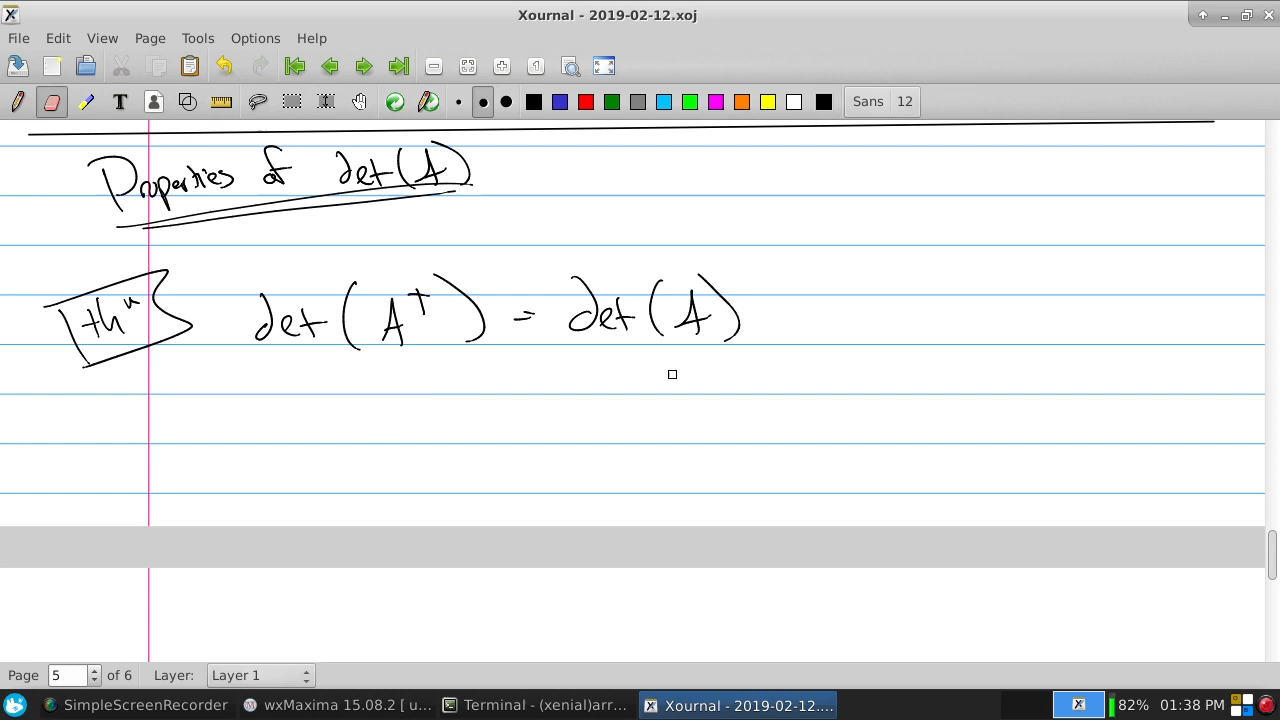 Xournal - 2019-02-12.xoj
File Edit View Page Tools Options Help
Sans 12
Properties of det(A)
thᵐ det(Aᵗ) = det(A)
Page 5 of 6 Layer: Layer 1
SimpleScreenRecorder wxMaxima 15.08.2 [ u... Terminal - (xenial)arr... Xournal - 2019-02-12.... 82% 01:38 PM